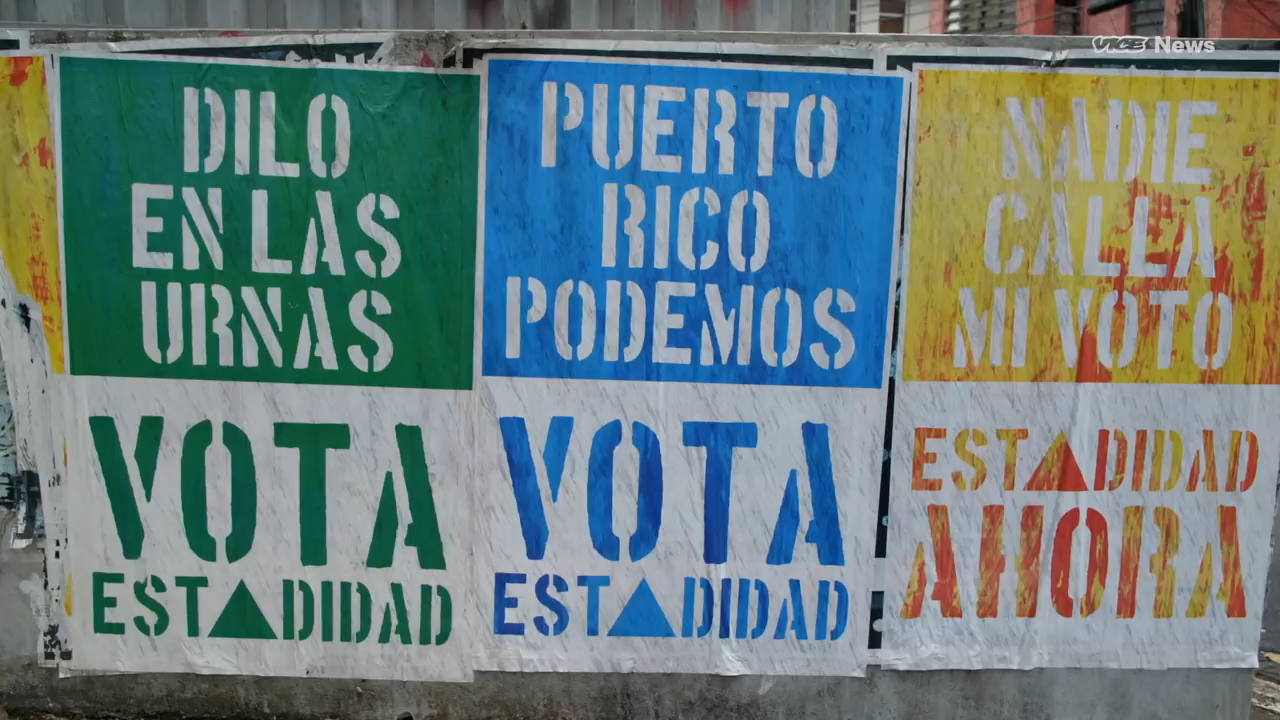 VICE News
DILO
EN LAS
URNAS
VOTA
ESTADIDAD
PUERTO
RICO
PODEMOS
VOTA
ESTADIDAD
NADIE
CALLA
MI VOTO
ESTADIDAD
AHORA